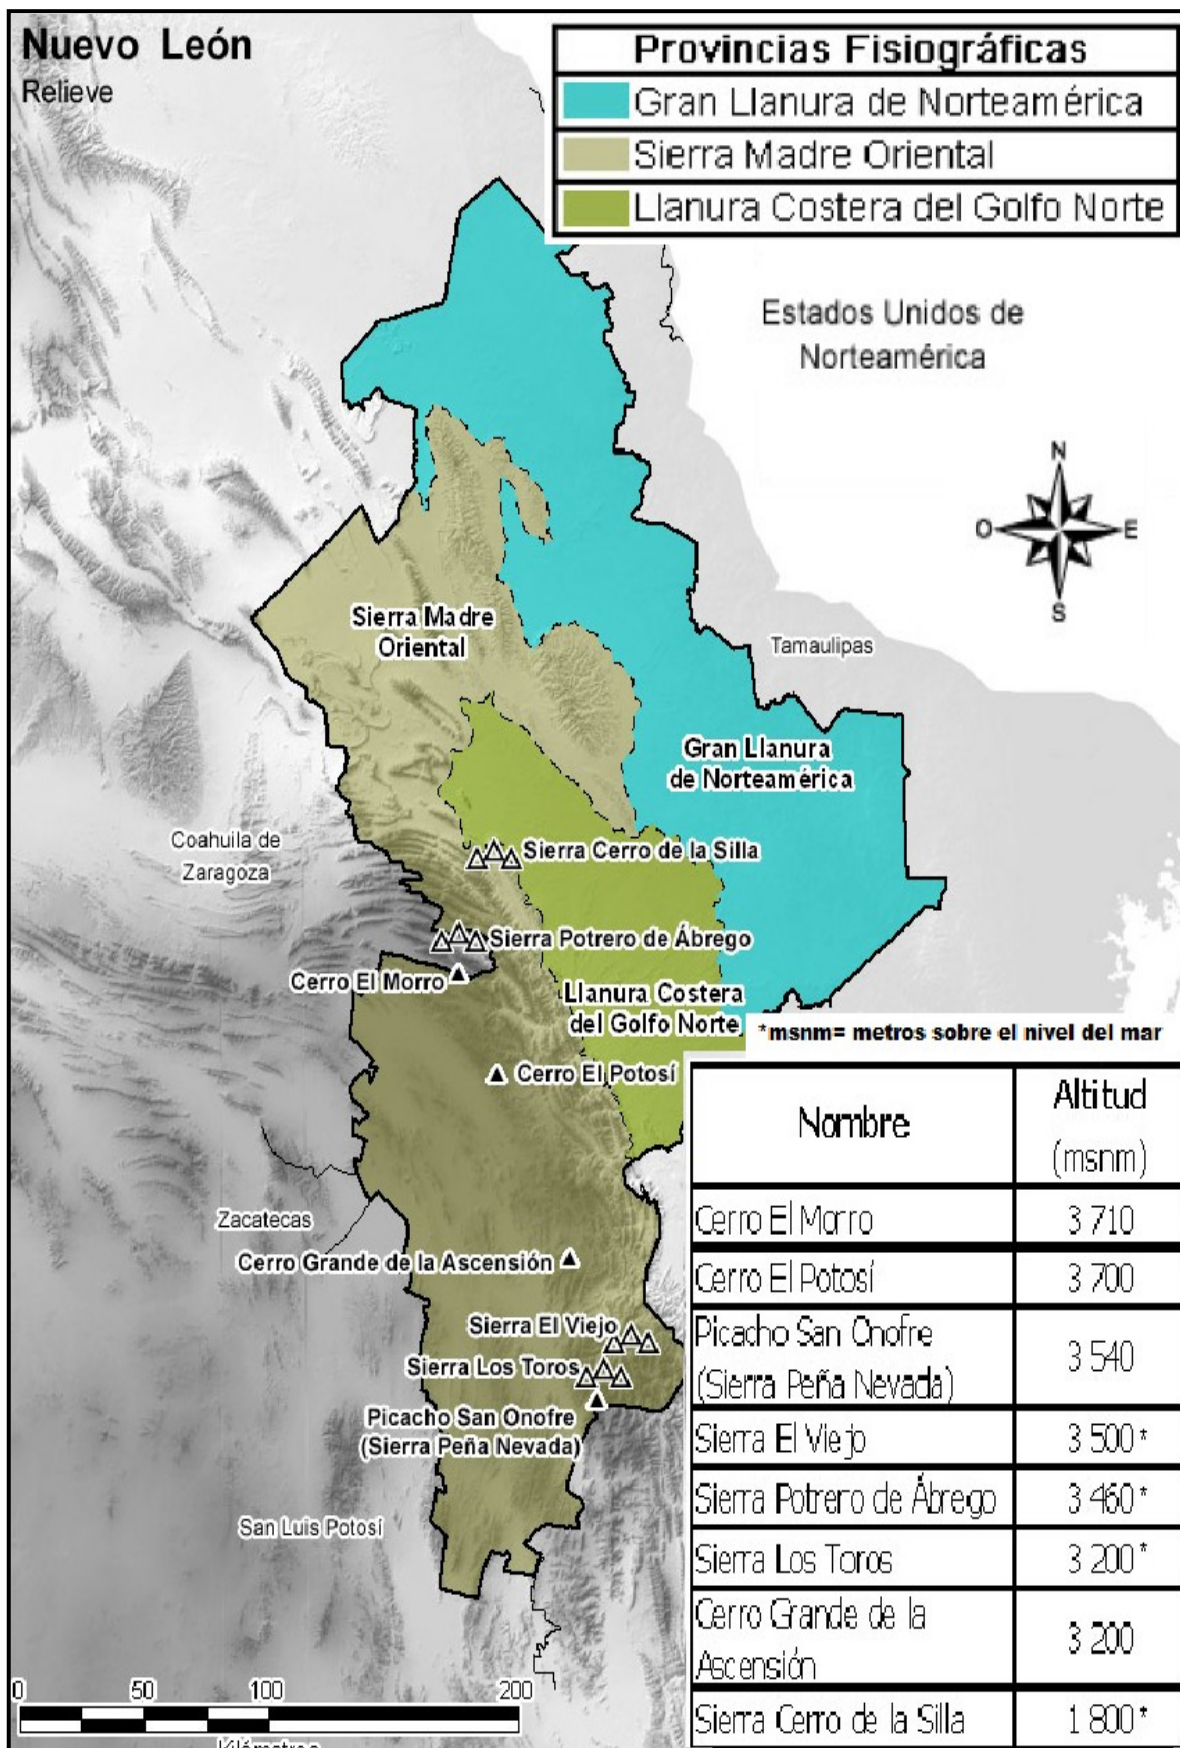 Nuevo León
Relieve
Provincias Fisiográficas
Gran Llanura de Norteamérica
Sierra Madre Oriental
Llanura Costera del Golfo Norte
Estados Unidos de
Norteamérica
N
O
E
S
Sierra Madre
Oriental
Tamaulipas
Gran Llanura
de Norteamérica
Coahuila de
Zaragoza
Sierra Cerro de la Silla
Sierra Potrero de Ábrego
Cerro El Morro
Llanura Costera
del Golfo Norte
*msnm= metros sobre el nivel del mar
Cerro El Potosí
Zacatecas
Cerro Grande de la Ascensión
Sierra El Viejo
Sierra Los Toros
Picacho San Onofre
(Sierra Peña Nevada)
San Luis Potosí
Nombre Altitud
(msnm)
Cerro El Morro 3 710
Cerro El Potosí 3 700
Picacho San Onofre
(Sierra Peña Nevada) 3 540
Sierra El Viejo 3 500*
Sierra Potrero de Ábrego 3 460*
Sierra Los Toros 3 200*
Cerro Grande de la
Ascensión 3 200
Sierra Cerro de la Silla 1 800*
0 50 100 200
Kilómetros